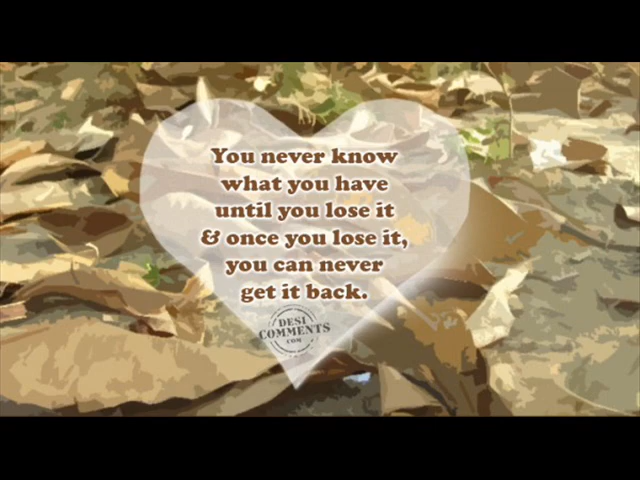 You never know
what you have
until you lose it
& once you lose it,
you can never
get it back.
DESI
COMMENTS
.COM